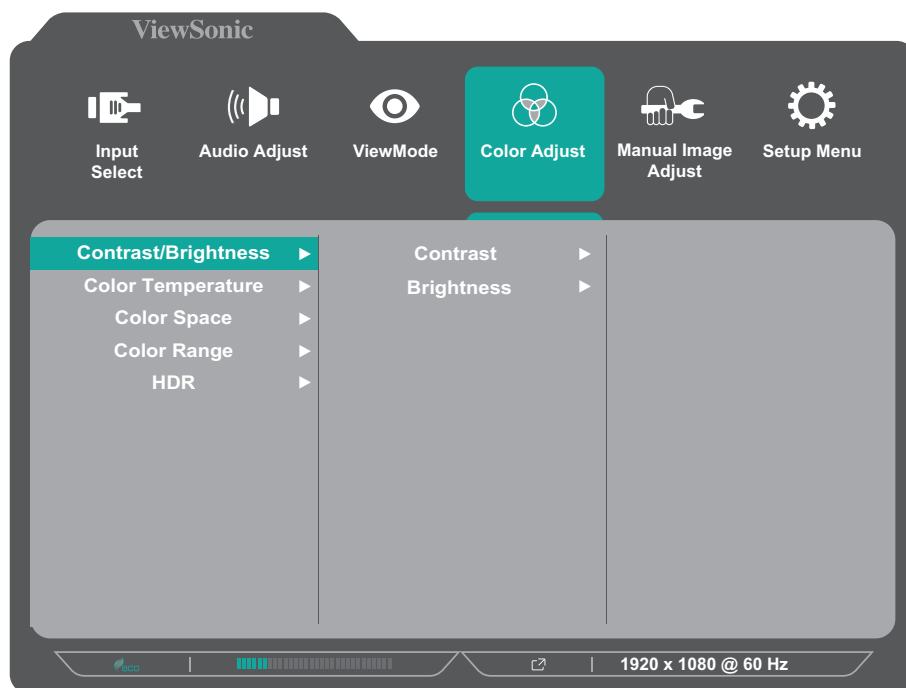 ViewSonic
Input
Select
Audio Adjust
ViewMode
Color Adjust
Manual Image
Adjust
Setup Menu
Contrast/Brightness
Color Temperature
Color Space
Color Range
HDR
Contrast
Brightness
eco
1920 x 1080 @ 60 Hz